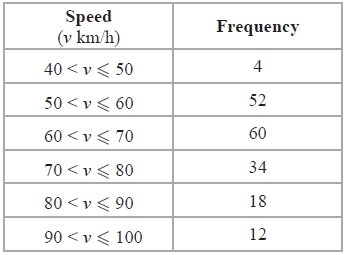 Speed Frequency
(v km/h)
40 < v ⩽ 50 4
50 < v ⩽ 60 52
60 < v ⩽ 70 60
70 < v ⩽ 80 34
80 < v ⩽ 90 18
90 < v ⩽ 100 12